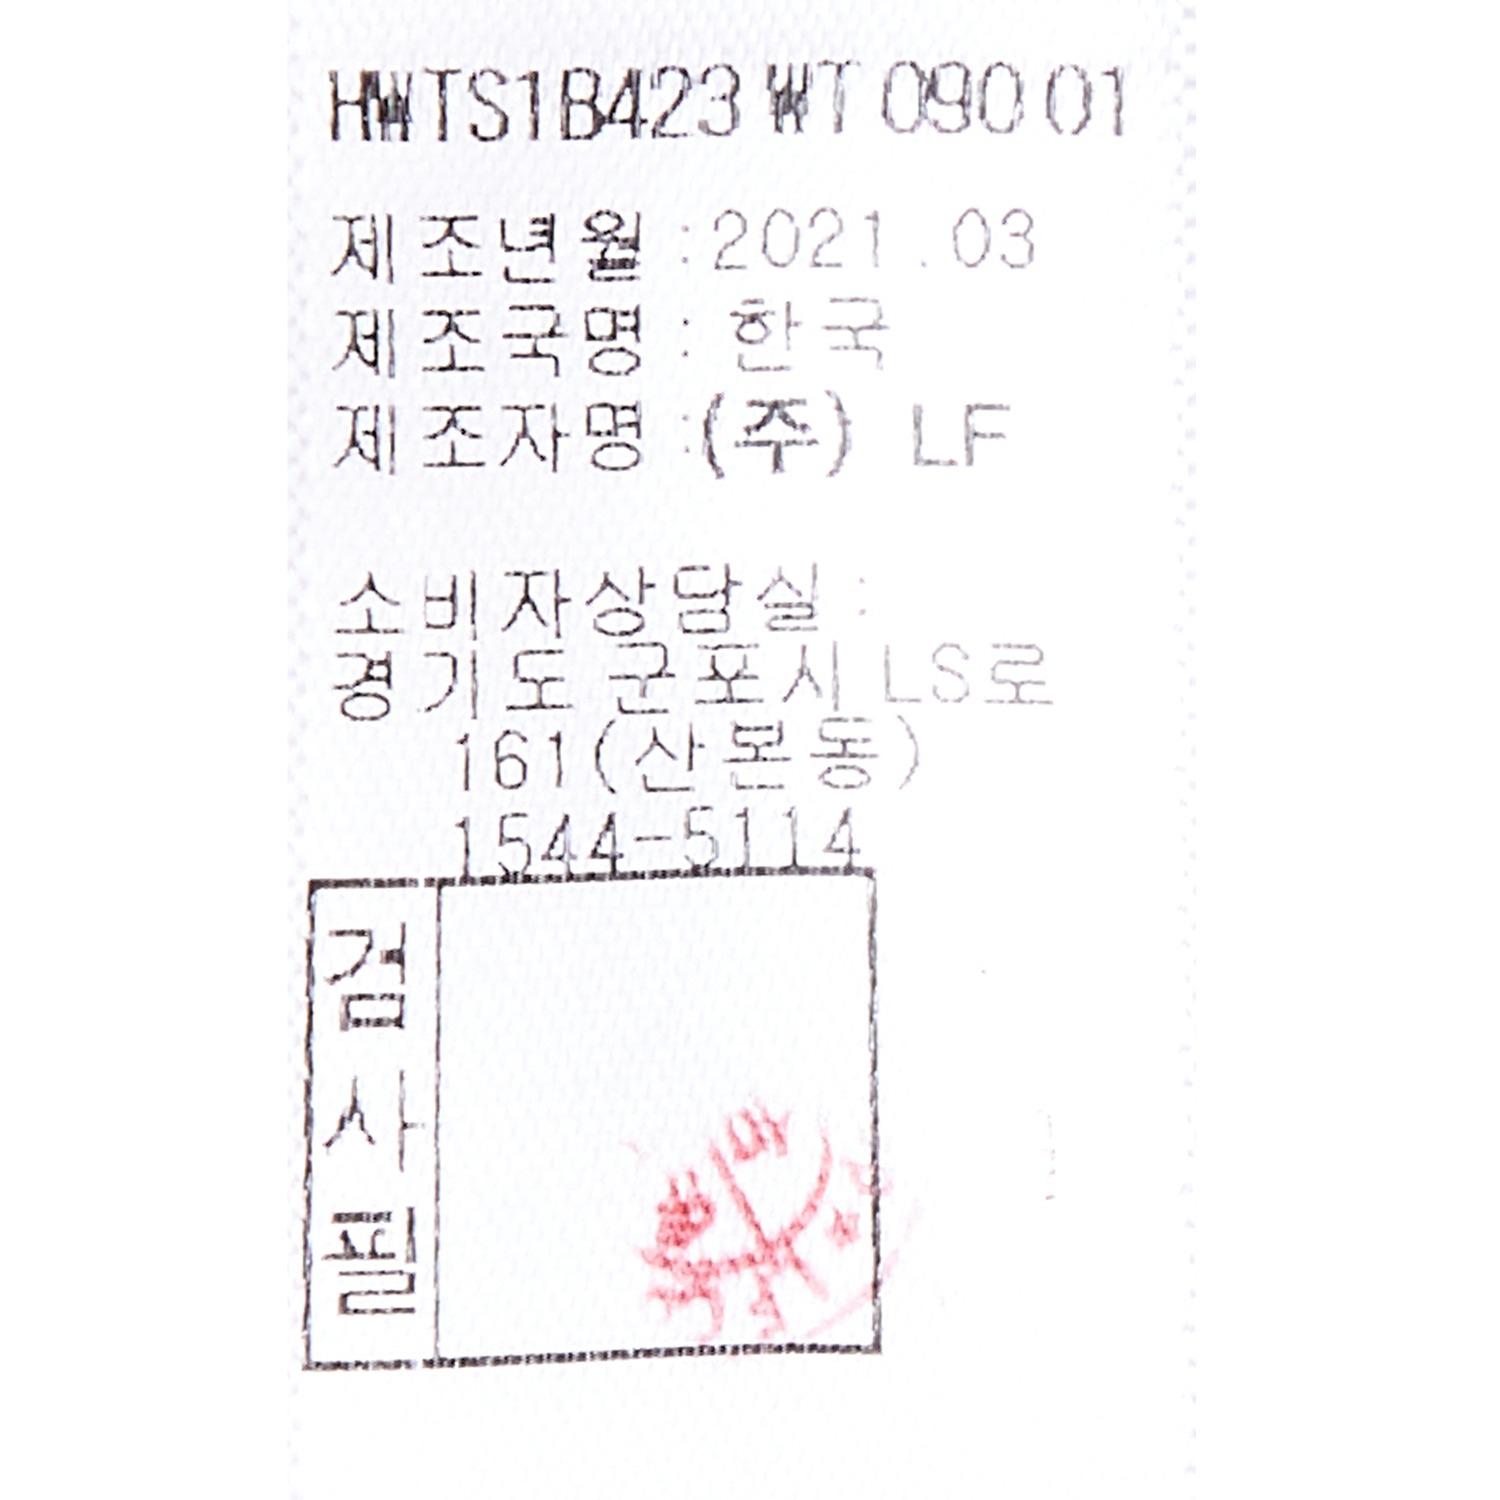 HWTS1B423 WT 090 01
제조년월 : 2021.03
제조국명 : 한국
제조자명 : (주) LF
소비자상담실 :
경기도 군포시 LS로
161(산본동)
1544-5114
검
사
필